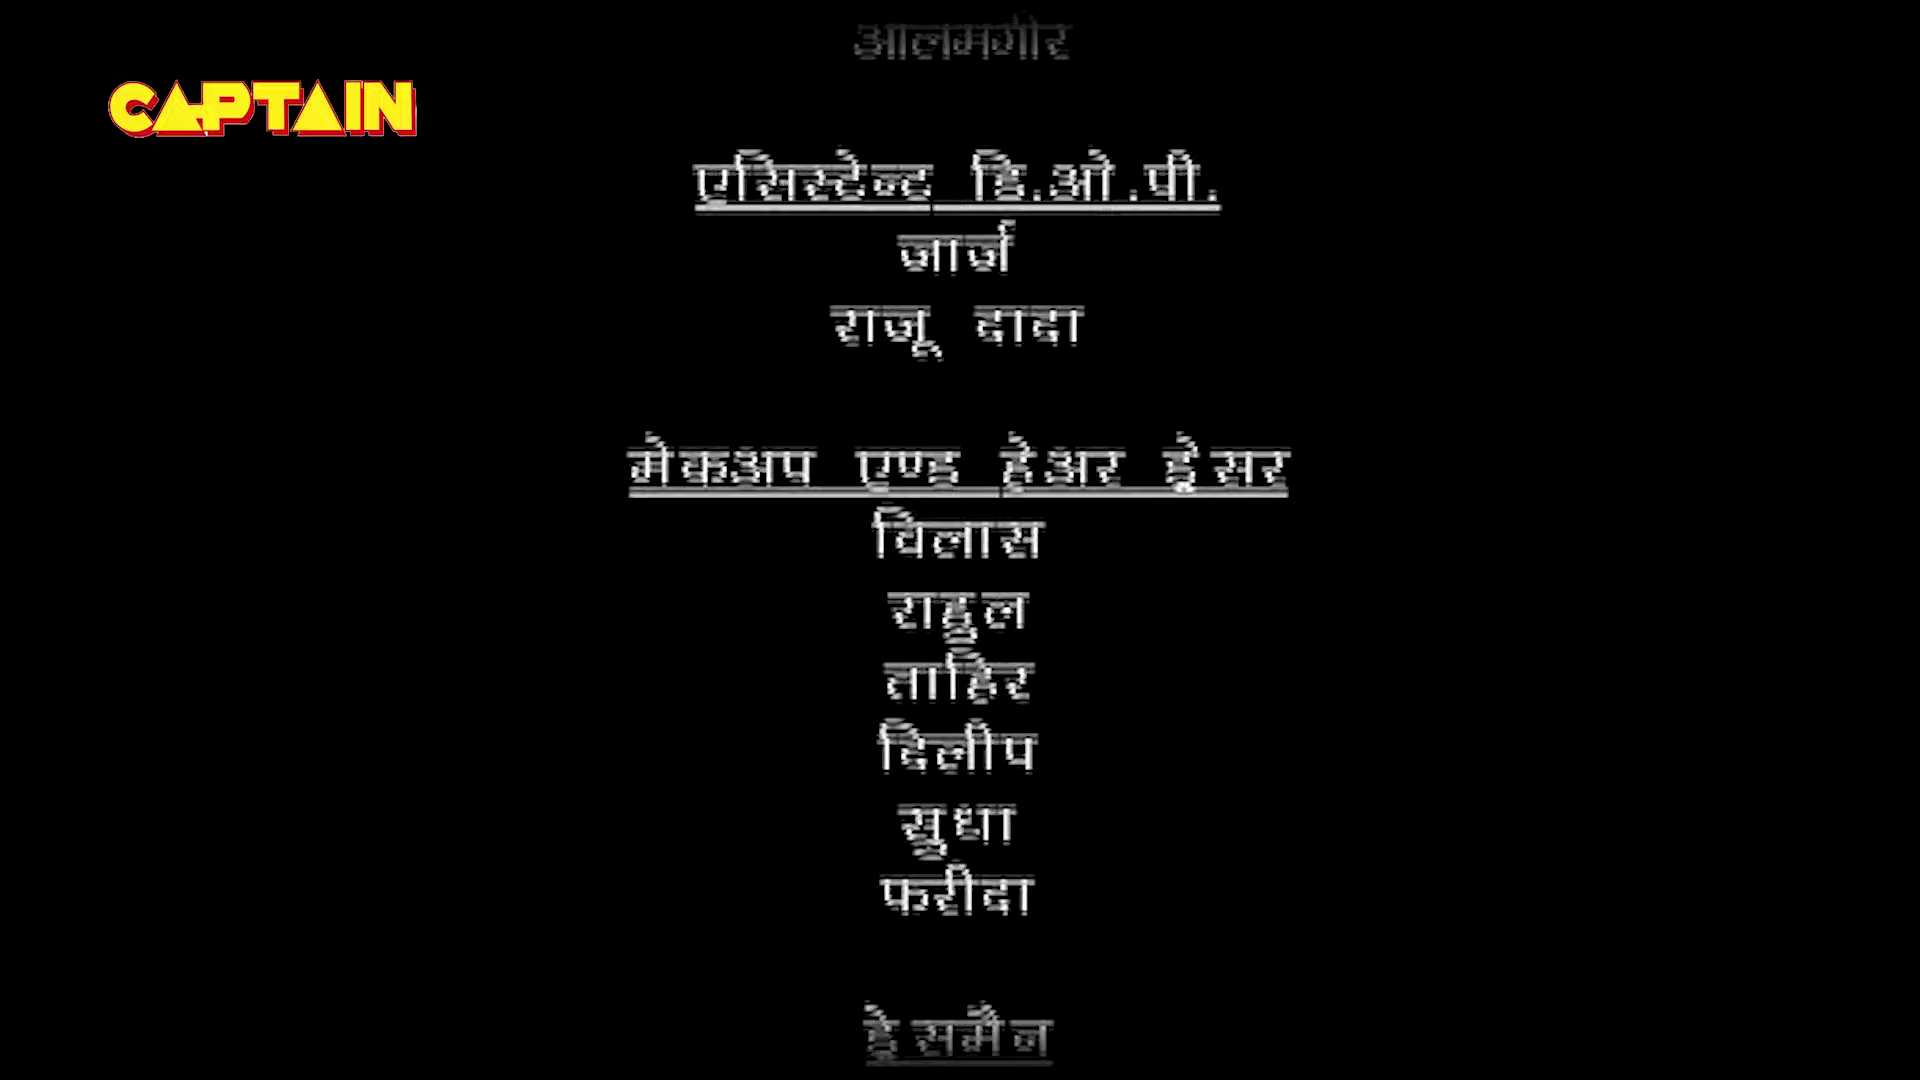 आलमगीर
CAPTAIN
एसिस्टेन्ट डि.ओ.पी.
जार्ज
राजू दादा
मेकअप एण्ड हेअर ड्रेसर
विलास
राहुल
ताहिर
दिलीप
सुधा
फरीदा
ड्रेसमैन